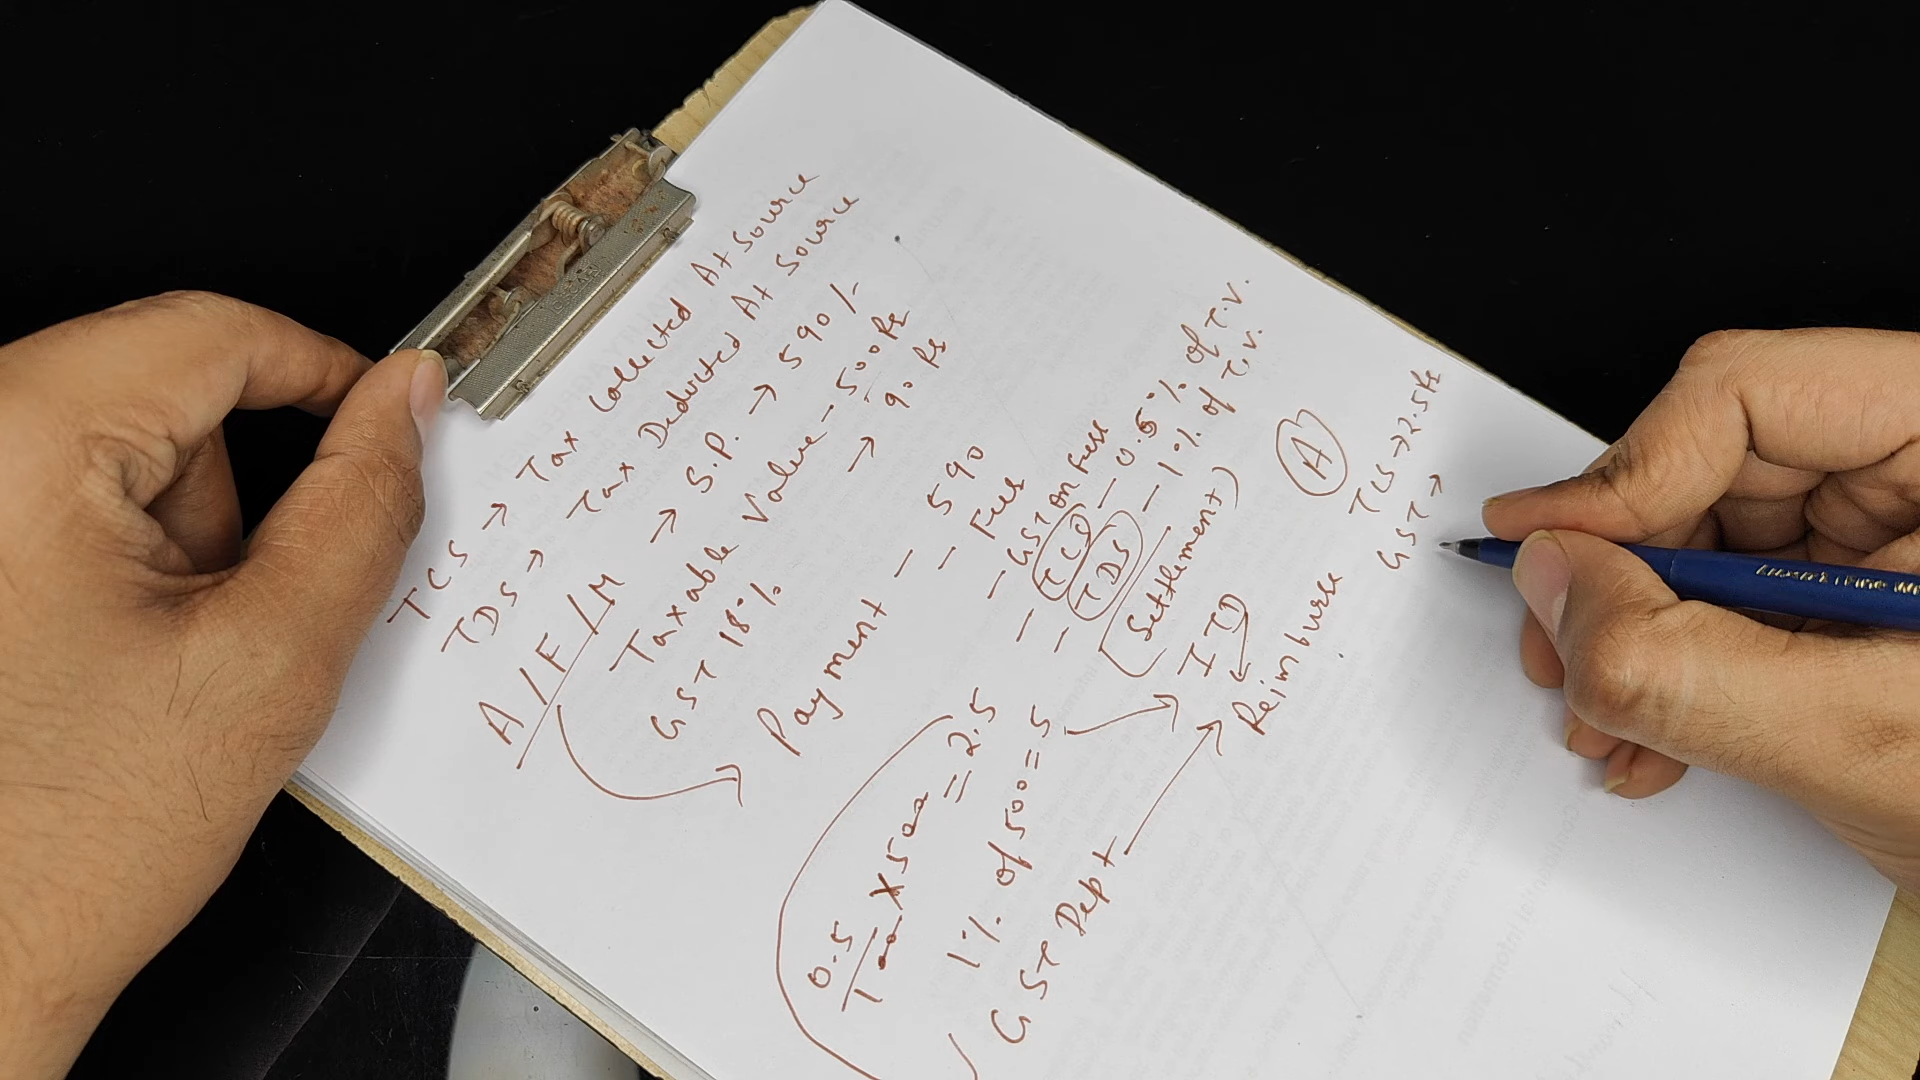 TCS → Tax Collected At Source
TDS → Tax Deducted At Source
A/F/M → S.P. → 590/-
Taxable Value - 500 Rs
GST 18% → 90 Rs
Payment - 590
- Fees
- GST on Fees
- TCS - 0.5% of T.V.
- TDS - 1% of T.V.
(Settlement)
0.5/100 x 500 = 2.5
1% of 500 = 5 → ITD
GST Dept → Reimburse
A
TCS → 2.5 Rs
GST →